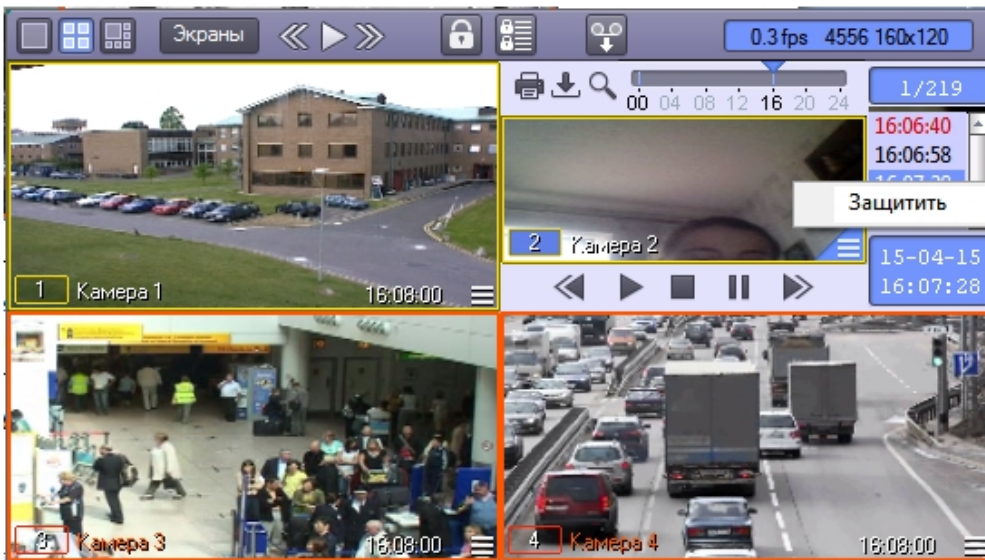 Экраны
0.3 fps 4556 160x120
00 04 08 12 16 20 24
1/219
16:06:40
16:06:58
Защитить
2 Камера 2
15-04-15
16:07:28
1 Камера 1 16:08:00
3 Камера 3 16:08:00
4 Камера 4 16:08:00